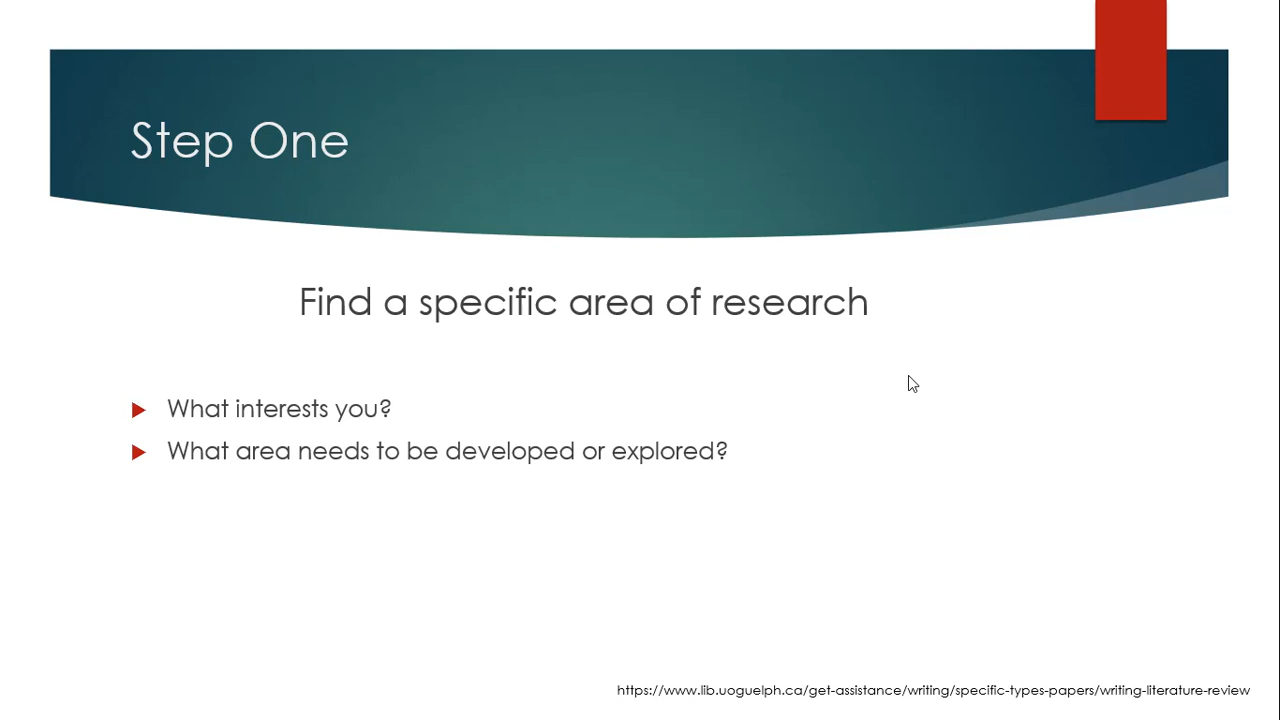 Step One
Find a specific area of research
What interests you?
What area needs to be developed or explored?
https://www.lib.uoguelph.ca/get-assistance/writing/specific-types-papers/writing-literature-review